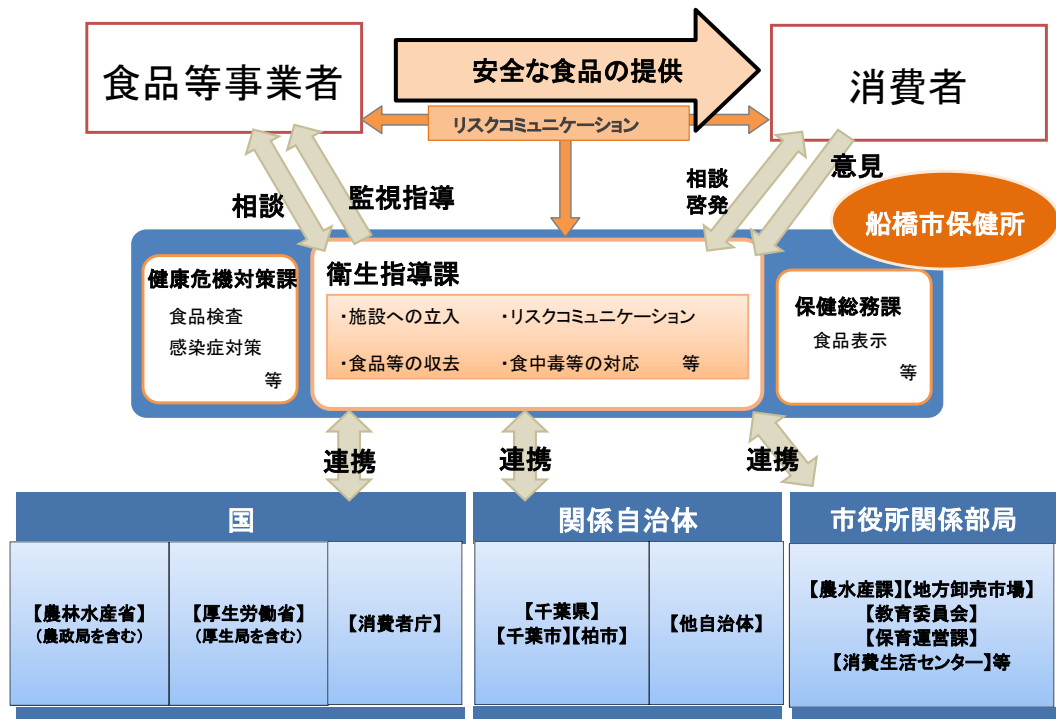 食品等事業者
安全な食品の提供
消費者
リスクコミュニケーション
相談
監視指導
相談
啓発
意見
船橋市保健所
健康危機対策課
食品検査
感染症対策
等
衛生指導課
・施設への立入 ・リスクコミュニケーション
・食品等の収去 ・食中毒等の対応 等
保健総務課
食品表示
等
連携
連携
連携
国
【農林水産省】
(農政局を含む)
【厚生労働省】
(厚生局を含む)
【消費者庁】
関係自治体
【千葉県】
【千葉市】【柏市】
【他自治体】
市役所関係部局
【農水産課】【地方卸売市場】
【教育委員会】
【保育運営課】
【消費生活センター】等